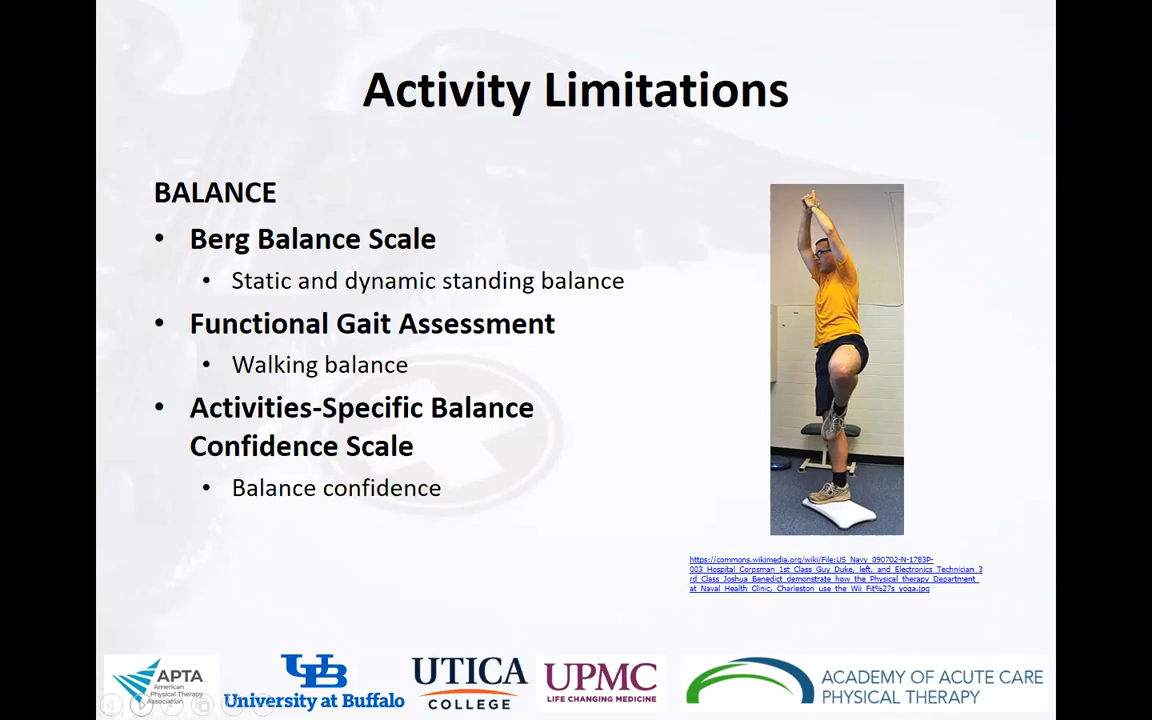 Activity Limitations
BALANCE
• Berg Balance Scale
• Static and dynamic standing balance
• Functional Gait Assessment
• Walking balance
• Activities-Specific Balance
Confidence Scale
• Balance confidence
https://commons.wikimedia.org/wiki/File:US_Navy_090702-N-1783P-
003_Hospital_Corpsman_1st_Class_Guy_Duke,_left,_and_Electronics_Technician_3
rd_Class_Joshua_Benedict_demonstrate_how_the_Physical_therapy_Department_
at_Naval_Health_Clinic,_Charleston_use_the_Wii_Fit%27s_yoga.jpg
APTA
American
Physical Therapy
Association
UB
University at Buffalo
UTICA
COLLEGE
UPMC
LIFE CHANGING MEDICINE
ACADEMY OF ACUTE CARE
PHYSICAL THERAPY